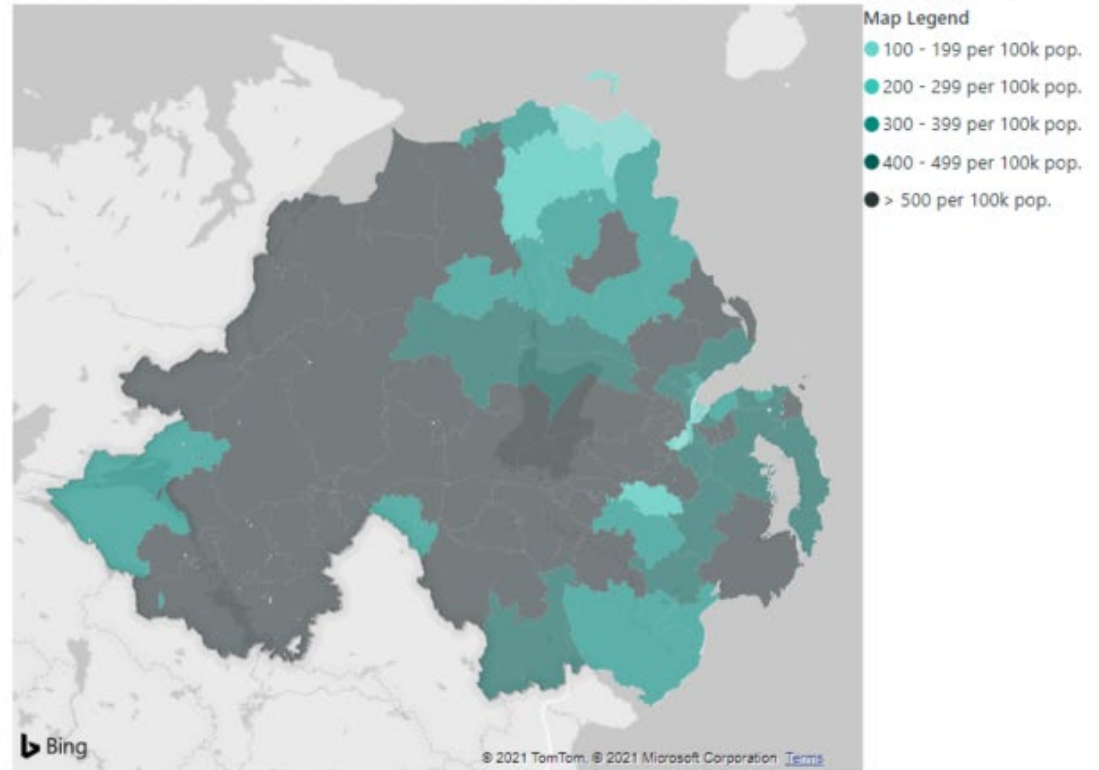 Map Legend
100 - 199 per 100k pop.
200 - 299 per 100k pop.
300 - 399 per 100k pop.
400 - 499 per 100k pop.
> 500 per 100k pop.
Bing
© 2021 TomTom, © 2021 Microsoft Corporation Terms